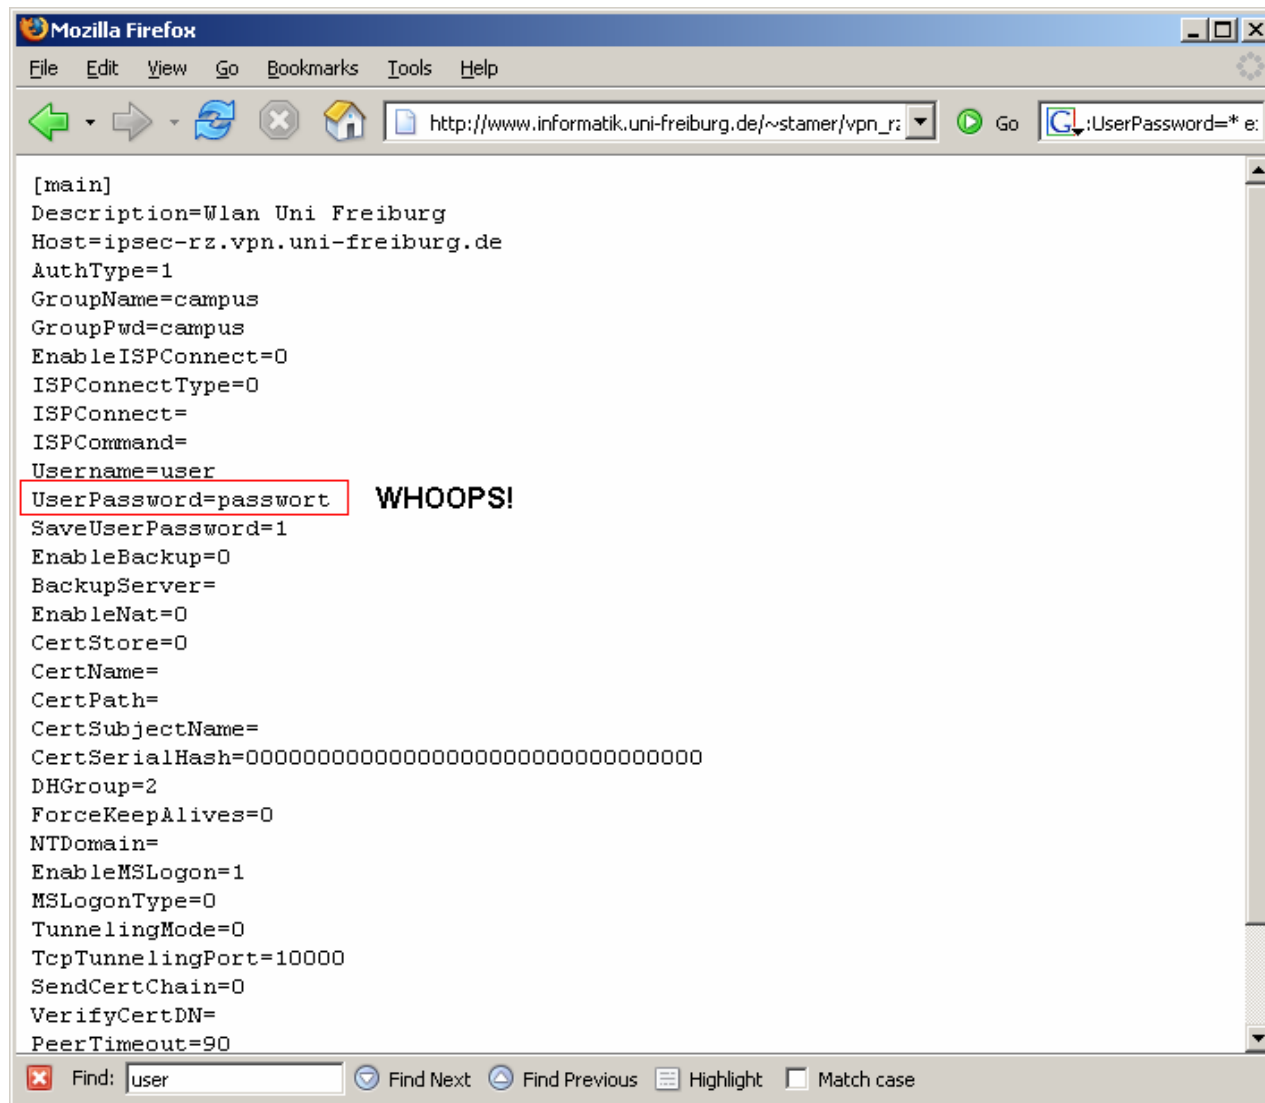 Mozilla Firefox
File Edit View Go Bookmarks Tools Help
http://www.informatik.uni-freiburg.de/~stamer/vpn_rz Go G :UserPassword=* e:
[main]
Description=Wlan Uni Freiburg
Host=ipsec-rz.vpn.uni-freiburg.de
AuthType=1
GroupName=campus
GroupPwd=campus
EnableISPConnect=0
ISPConnectType=0
ISPConnect=
ISPCommand=
Username=user
UserPassword=passwort WHOOPS!
SaveUserPassword=1
EnableBackup=0
BackupServer=
EnableNat=0
CertStore=0
CertName=
CertPath=
CertSubjectName=
CertSerialHash=00000000000000000000000000000000
DHGroup=2
ForceKeepAlives=0
NTDomain=
EnableMSLogon=1
MSLogonType=0
TunnelingMode=0
TcpTunnelingPort=10000
SendCertChain=0
VerifyCertDN=
PeerTimeout=90
Find: user Find Next Find Previous Highlight Match case